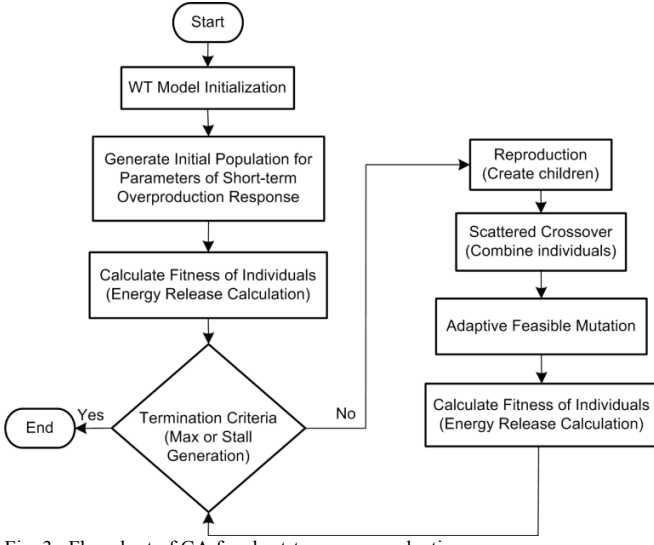 Start
WT Model Initialization
Generate Initial Population for
Parameters of Short-term
Overproduction Response
Calculate Fitness of Individuals
(Energy Release Calculation)
Termination Criteria
(Max or Stall
Generation)
Yes
End
No
Reproduction
(Create children)
Scattered Crossover
(Combine individuals)
Adaptive Feasible Mutation
Calculate Fitness of Individuals
(Energy Release Calculation)